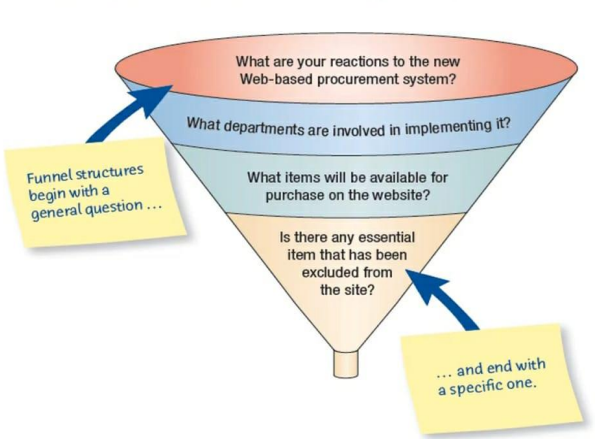 What are your reactions to the new
Web-based procurement system?
What departments are involved in implementing it?
Funnel structures
begin with a
general question ...
What items will be available for
purchase on the website?
Is there any essential
item that has been
excluded from
the site?
... and end with
a specific one.